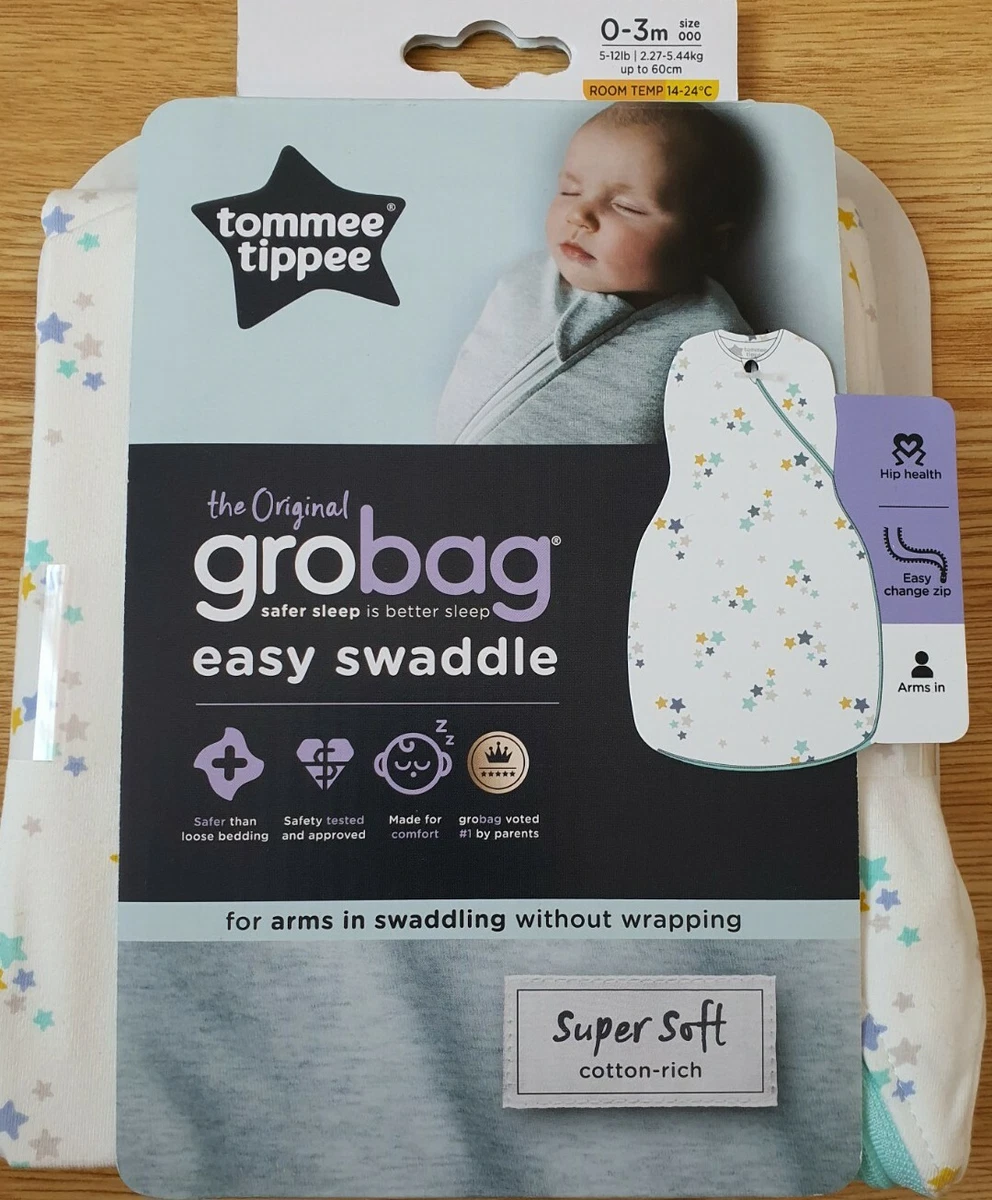 0-3m size 000
5-12lb | 2.27-5.44kg
up to 60cm
ROOM TEMP 14-24°C
tommee®
tippee
tommee
the Original
grobag®
safer sleep is better sleep
easy swaddle
Hip health
Easy
change zip
Arms in
z z
Safer than
loose bedding
Safety tested
and approved
Made for
comfort
grobag voted
#1 by parents
for arms in swaddling without wrapping
Super Soft
cotton-rich